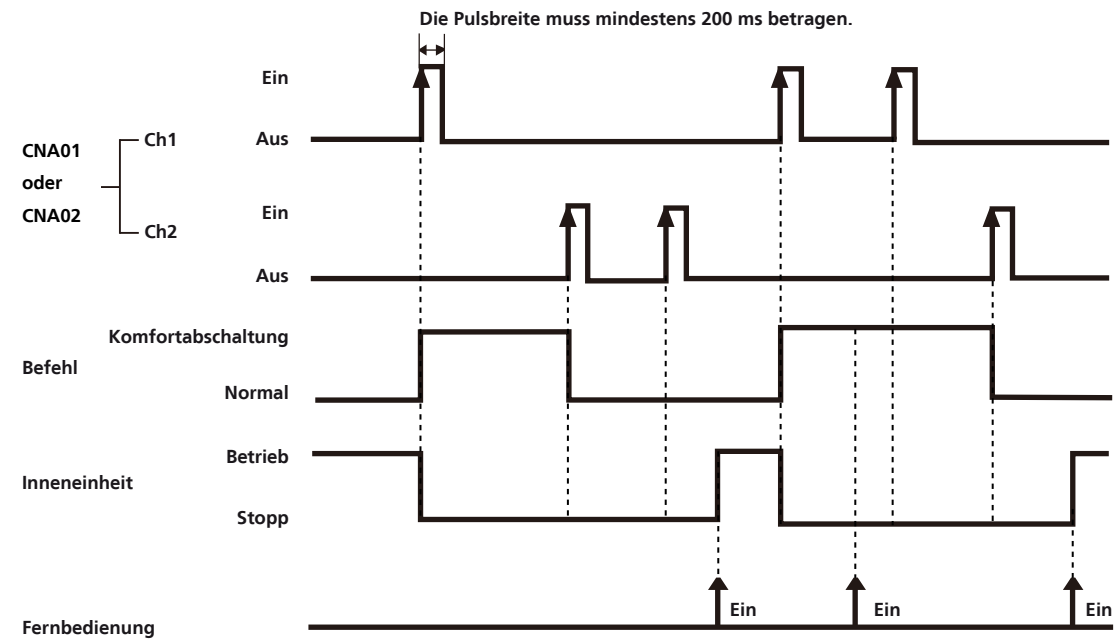 Die Pulsbreite muss mindestens 200 ms betragen.
Ein
CNA01
oder
CNA02
Ch1
Aus
Ein
Ch2
Aus
Komfortabschaltung
Befehl
Normal
Betrieb
Inneneinheit
Stopp
Ein
Ein
Ein
Fernbedienung